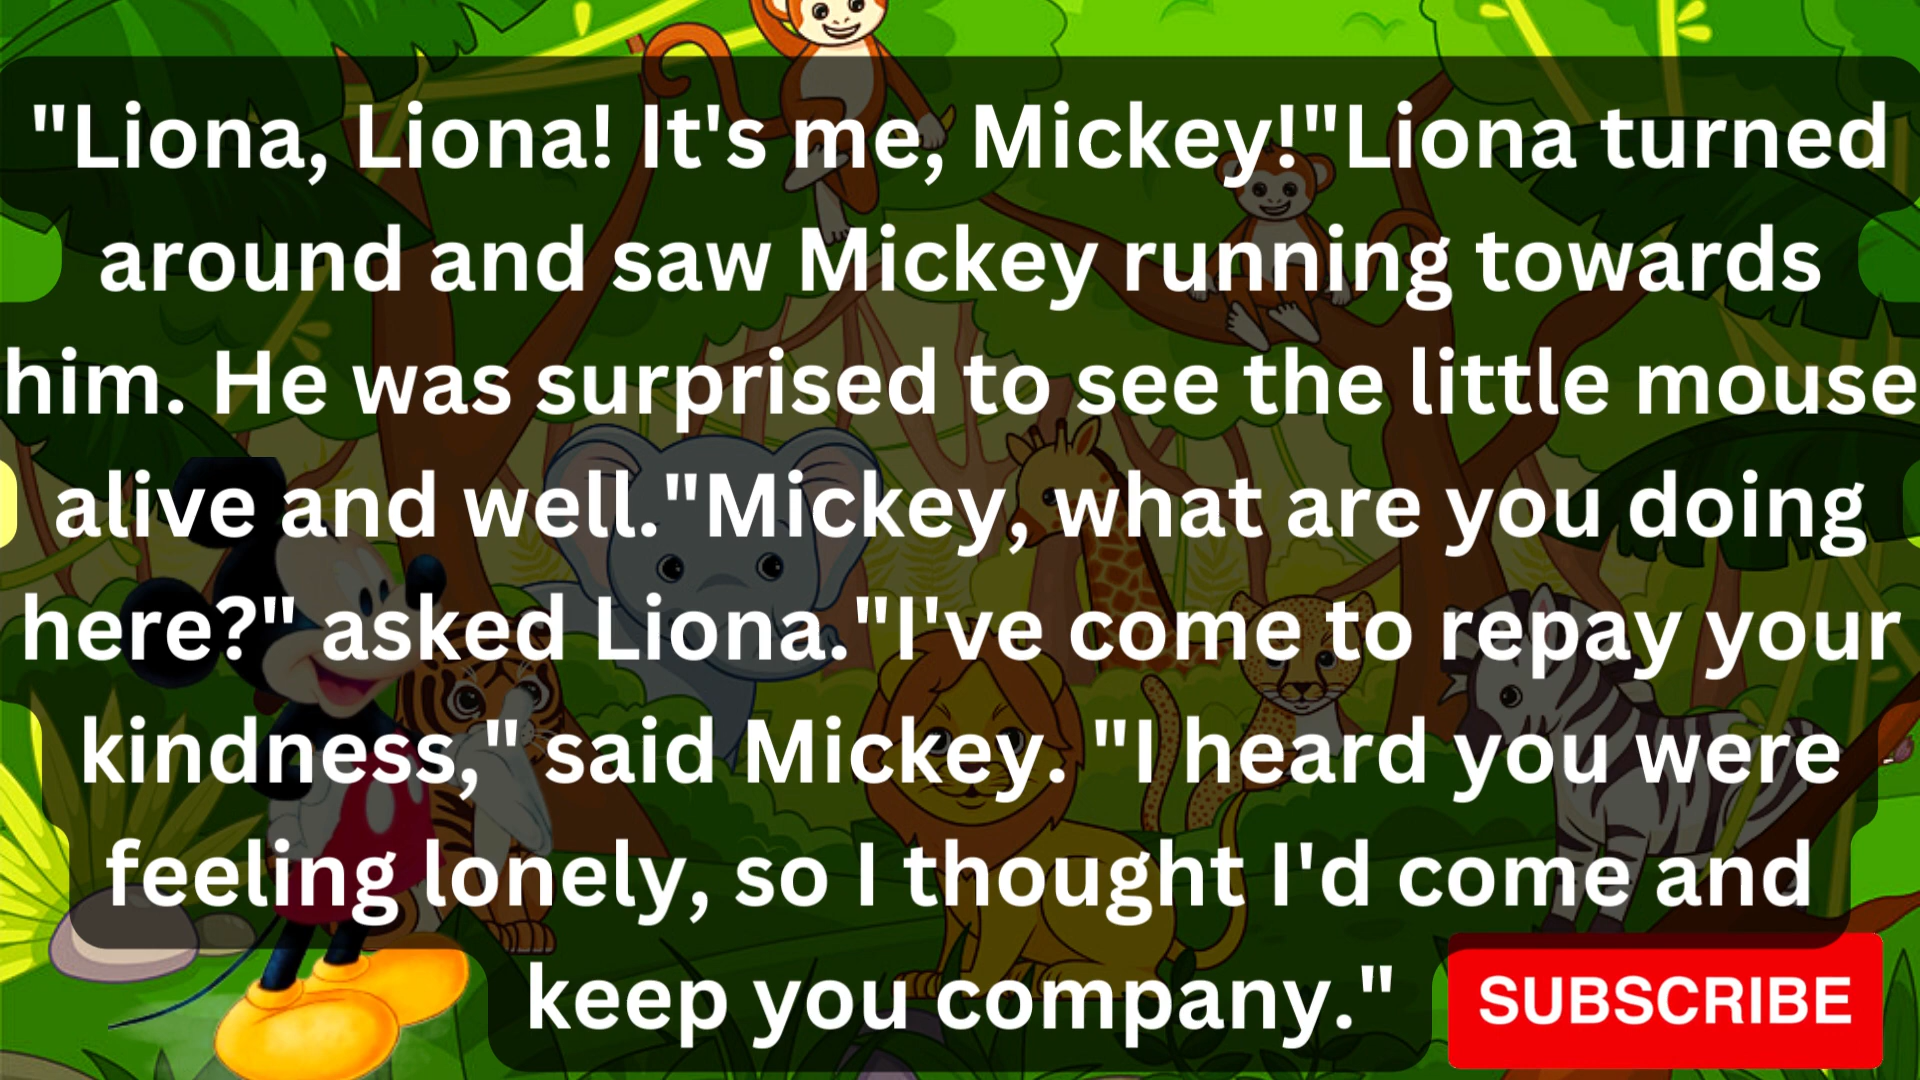 "Liona, Liona! It's me, Mickey!"Liona turned
around and saw Mickey running towards
him. He was surprised to see the little mouse
alive and well."Mickey, what are you doing
here?" asked Liona."I've come to repay your
kindness," said Mickey. "I heard you were
feeling lonely, so I thought I'd come and
keep you company."
SUBSCRIBE